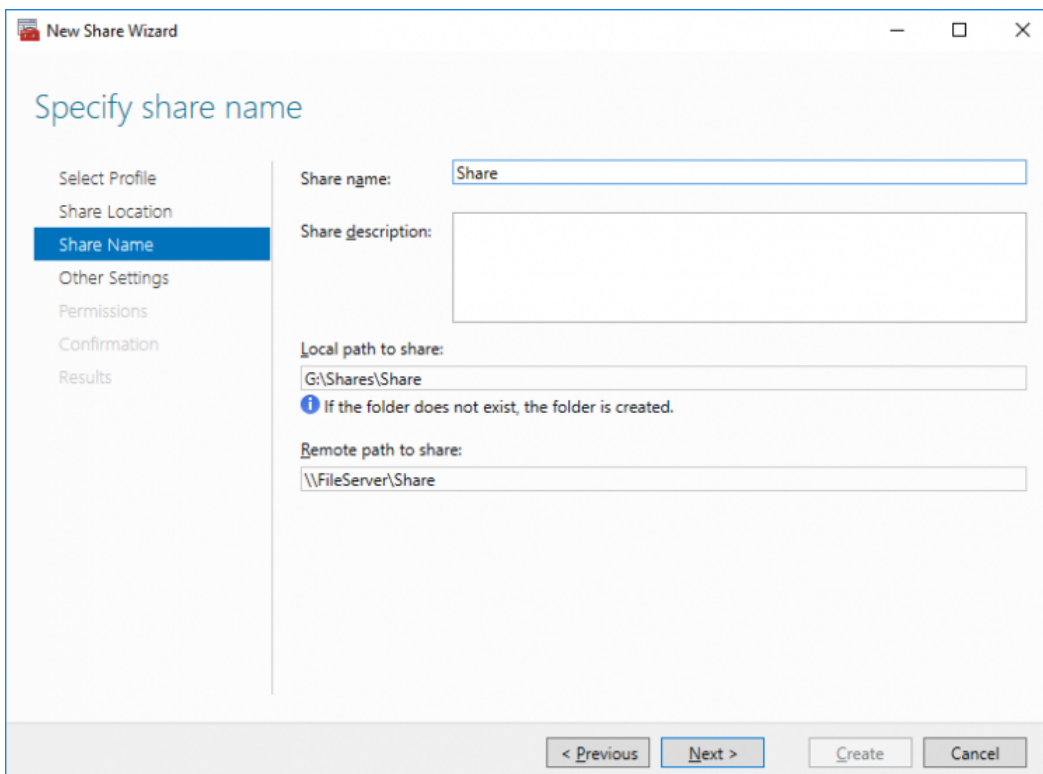 New Share Wizard
Specify share name
Select Profile
Share Location
Share Name
Other Settings
Permissions
Confirmation
Results
Share name:
Share
Share description:
Local path to share:
G:\Shares\Share
If the folder does not exist, the folder is created.
Remote path to share:
\\FileServer\Share
< Previous
Next >
Create
Cancel